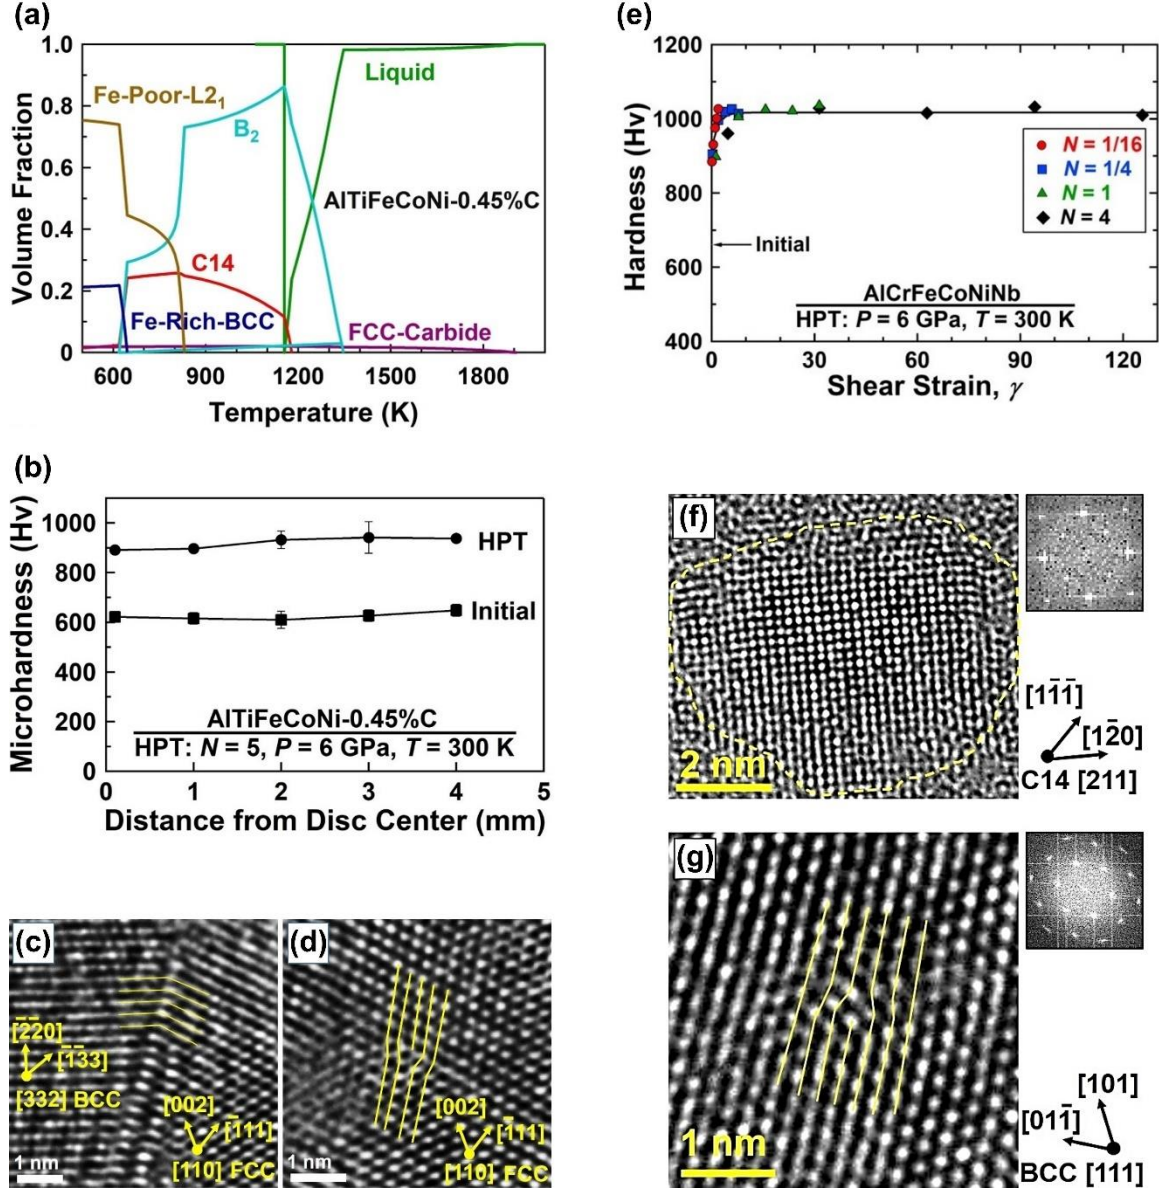 (a)
1.0
0.8
0.6
0.4
0.2
0
Volume Fraction
Fe-Poor-L2₁
B₂
Liquid
AlTiFeCoNi-0.45%C
C14
Fe-Rich-BCC
FCC-Carbide
600 900 1200 1500 1800
Temperature (K)
(b)
1000
800
600
400
200
0
Microhardness (Hv)
HPT
Initial
AlTiFeCoNi-0.45%C
HPT: N = 5, P = 6 GPa, T = 300 K
0 1 2 3 4 5
Distance from Disc Center (mm)
(c)
[2̄2̄0]
[1̄3̄3]
[332] BCC
[002]
[1̄11]
[110] FCC
1 nm
(d)
[002]
[1̄11]
[110] FCC
1 nm
(e)
1200
1000
800
600
400
Hardness (Hv)
N = 1/16
N = 1/4
N = 1
N = 4
Initial
AlCrFeCoNiNb
HPT: P = 6 GPa, T = 300 K
0 30 60 90 120
Shear Strain, γ
(f)
2 nm
[11̄1̄]
[12̄0]
C14 [211]
(g)
1 nm
[101]
[011̄]
BCC [111]